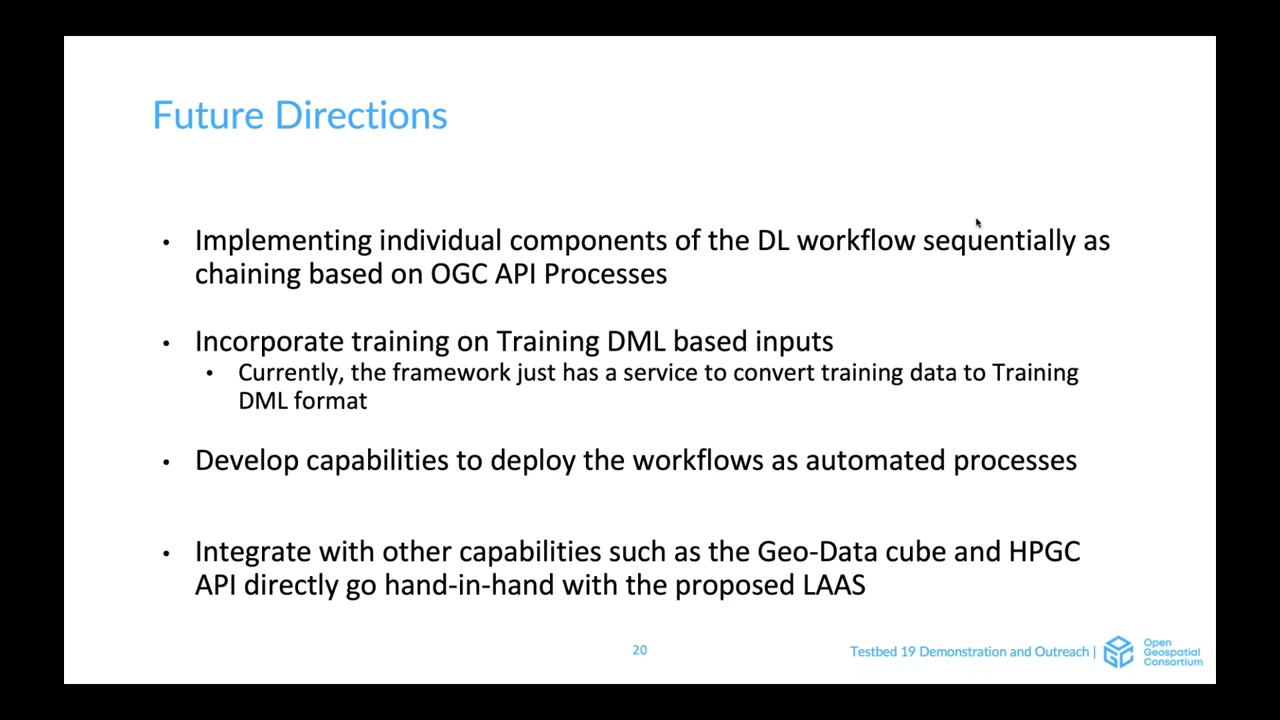 Future Directions
• Implementing individual components of the DL workflow sequentially as
chaining based on OGC API Processes
• Incorporate training on Training DML based inputs
• Currently, the framework just has a service to convert training data to Training
DML format
• Develop capabilities to deploy the workflows as automated processes
• Integrate with other capabilities such as the Geo-Data cube and HPGC
API directly go hand-in-hand with the proposed LAAS
20
Testbed 19 Demonstration and Outreach |
Open
Geospatial
Consortium